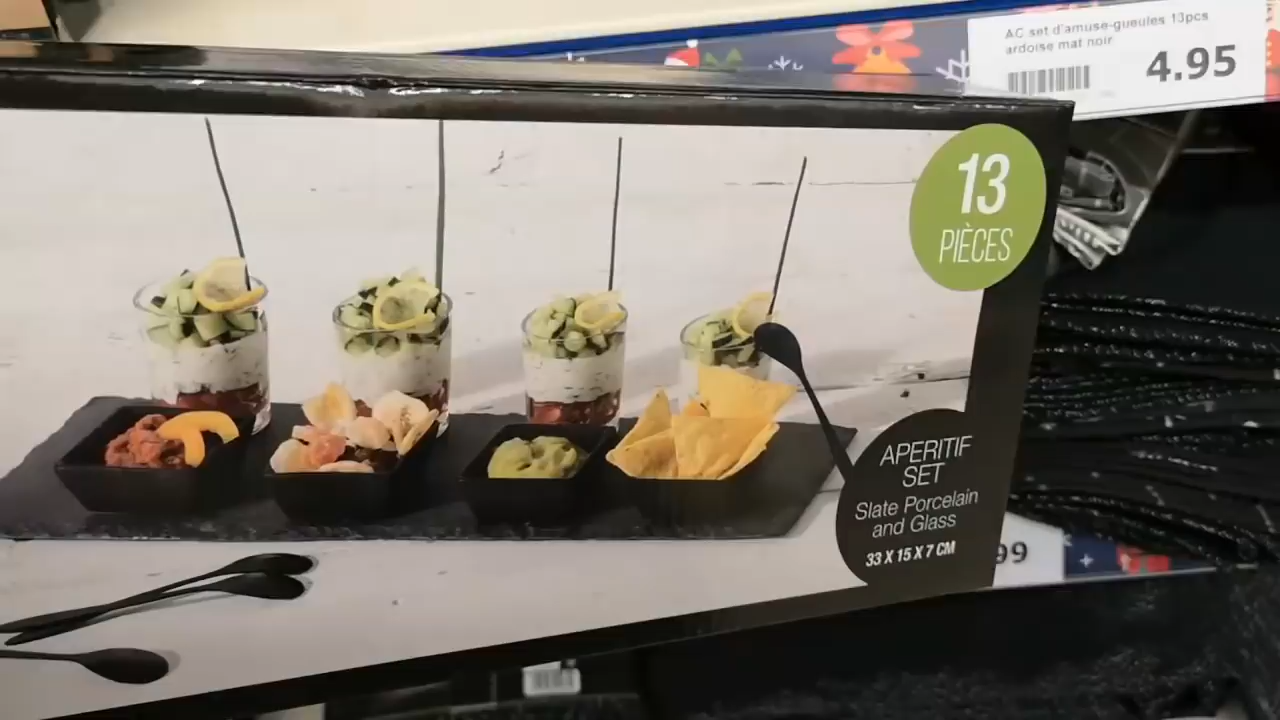 AC set d'amuse-gueules 13pcs
ardoise mat noir
4.95
13
PIÈCES
APERITIF
SET
Slate Porcelain
and Glass
33 X 15 X 7 CM
99